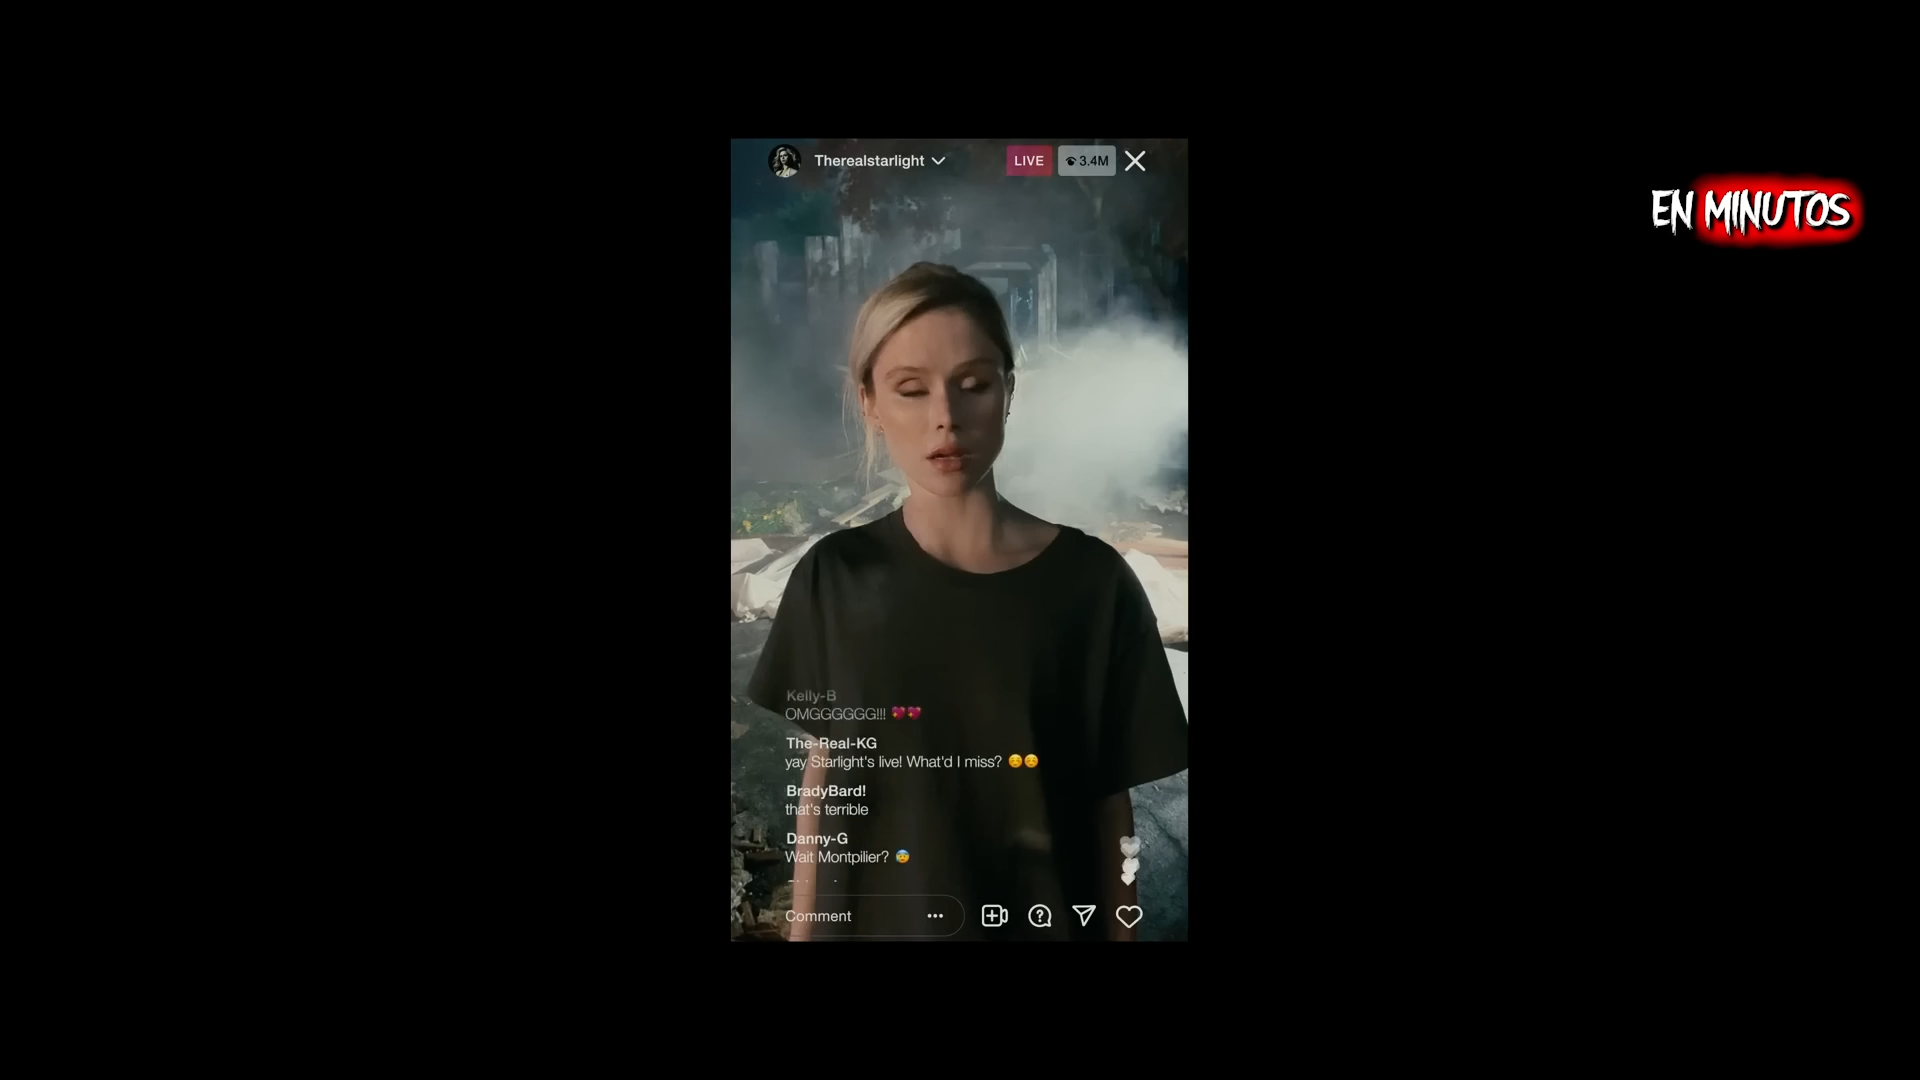 Therealstarlight
LIVE
3.4M
EN MINUTOS
Kelly-B
OMGGGGGG!!! 💖💖
The-Real-KG
yay Starlight's live! What'd I miss? ☺️☺️
BradyBard!
that's terrible
Danny-G
Wait Montpilier? 😰
Comment